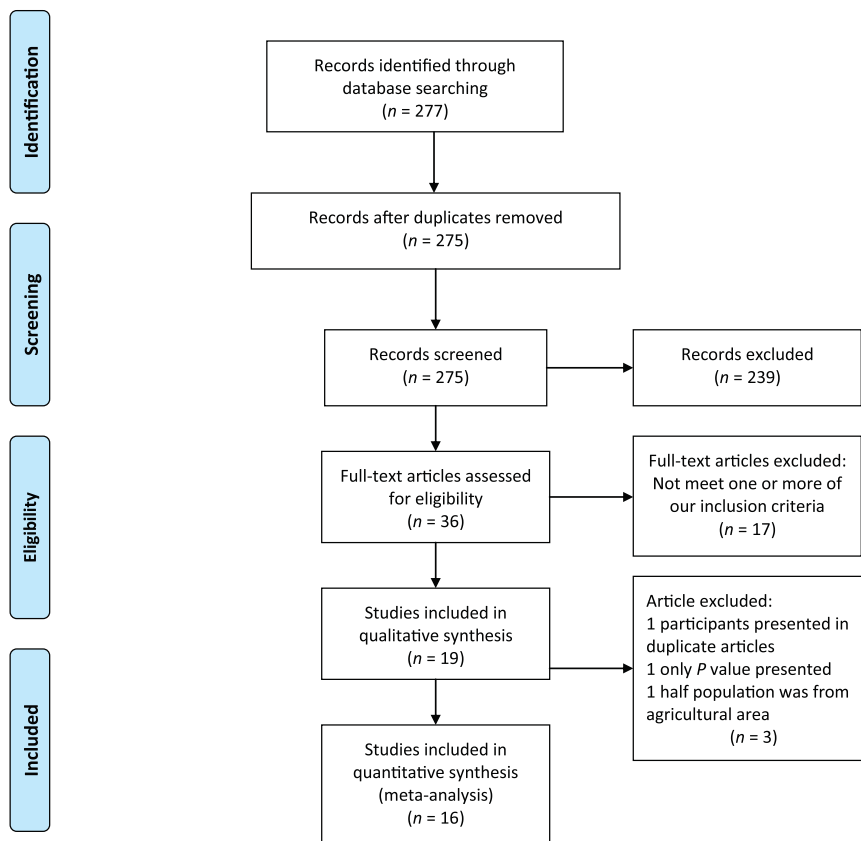 Identification
Records identified through
database searching
(n = 277)
Records after duplicates removed
(n = 275)
Screening
Records screened
(n = 275)
Records excluded
(n = 239)
Eligibility
Full-text articles assessed
for eligibility
(n = 36)
Full-text articles excluded:
Not meet one or more of
our inclusion criteria
(n = 17)
Studies included in
qualitative synthesis
(n = 19)
Article excluded:
1 participants presented in
duplicate articles
1 only P value presented
1 half population was from
agricultural area
(n = 3)
Included
Studies included in
quantitative synthesis
(meta-analysis)
(n = 16)